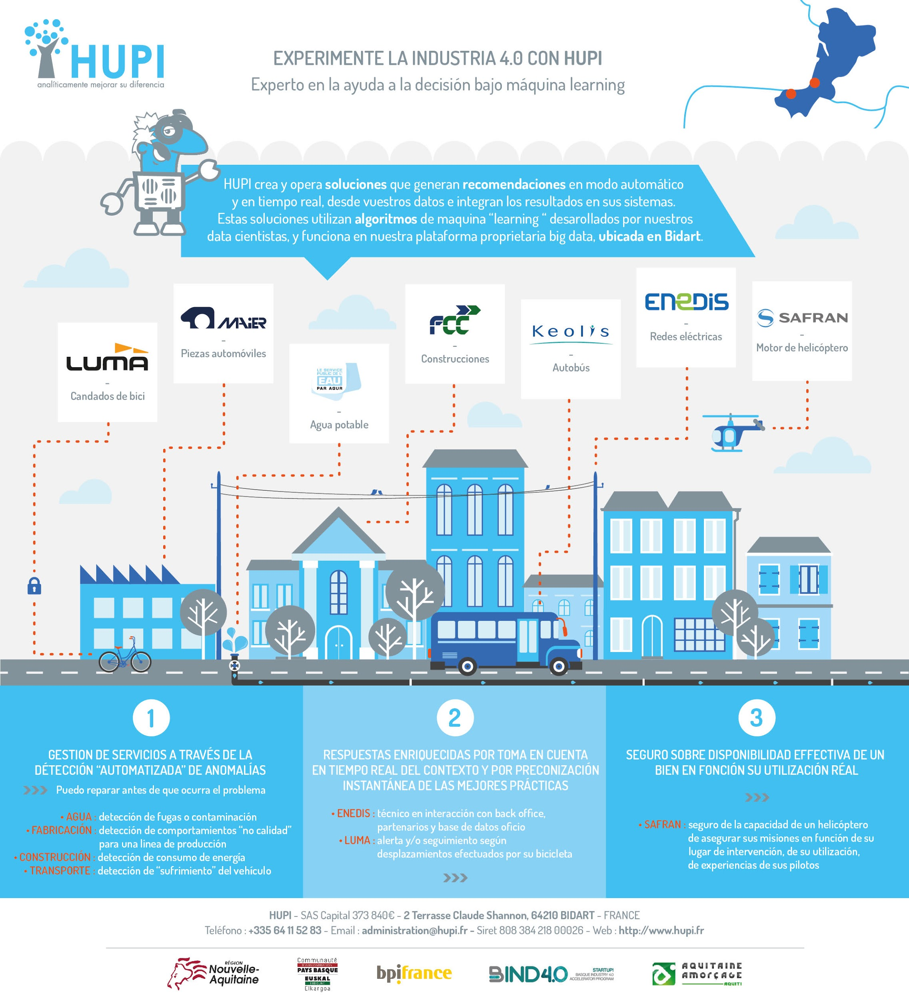 HUPI
analíticamente mejorar su diferencia
EXPERIMENTE LA INDUSTRIA 4.0 CON HUPI
Experto en la ayuda a la decisión bajo máquina learning
HUPI crea y opera soluciones que generan recomendaciones en modo automático
y en tiempo real, desde vuestros datos e integran los resultados en sus sistemas.
Estas soluciones utilizan algoritmos de maquina “learning “ desarollados por nuestros
data cientistas, y funciona en nuestra plataforma proprietaria big data, ubicada en Bidart.
LUMA
-
Candados de bici
MAiER
-
Piezas automóviles
LE SERVICE
PUBLIC DE L'
EAU
PAR AGUR
-
Agua potable
FCC
-
Construcciones
Keolis
-
Autobús
ENEDIS
-
Redes eléctricas
SAFRAN
-
Motor de helicóptero
1
GESTION DE SERVICIOS A TRAVÉS DE LA
DÉTECCIÓN “AUTOMATIZADA” DE ANOMALÍAS
>>> Puedo reparar antes de que ocurra el problema
• AGUA : detección de fugas o contaminación
• FABRICACIÓN : detección de comportamientos “no calidad”
para una linea de producción
• CONSTRUCCIÓN : detección de consumo de energía
• TRANSPORTE : detección de “sufrimiento” del vehículo
2
RESPUESTAS ENRIQUECIDAS POR TOMA EN CUENTA
EN TIEMPO REAL DEL CONTEXTO Y POR PRECONIZACIÓN
INSTANTÁNEA DE LAS MEJORES PRÁCTICAS
• ENEDIS : técnico en interacción con back office,
partenarios y base de datos oficio
• LUMA : alerta y/o seguimiento según
desplazamientos efectuados por su bicicleta
>>>
3
SEGURO SOBRE DISPONIBILIDAD EFFECTIVA DE UN
BIEN EN FONCIÓN SU UTILIZACIÓN RÉAL
>>>
• SAFRAN : seguro de la capacidad de un helicóptero
de asegurar sus misiones en función de su
lugar de intervención, de su utilización,
de experiencias de sus pilotos
HUPI - SAS Capital 373 840€ - 2 Terrasse Claude Shannon, 64210 BIDART - FRANCE
Teléfono : +335 64 11 52 83 - Email : administration@hupi.fr - Siret 808 384 218 00026 - Web : http://www.hupi.fr
RÉGION
Nouvelle-
Aquitaine
Communauté
D'AGGLOMÉRATION
PAYS BASQUE
EUSKAL
HIRIGUNE
Elkargoa
bpifrance
BIND 4.0
STARTUP!
BASQUE INDUSTRY 4.0
ACCELERATOR PROGRAM
AQUITAINE
AMORÇAGE
AQUITI